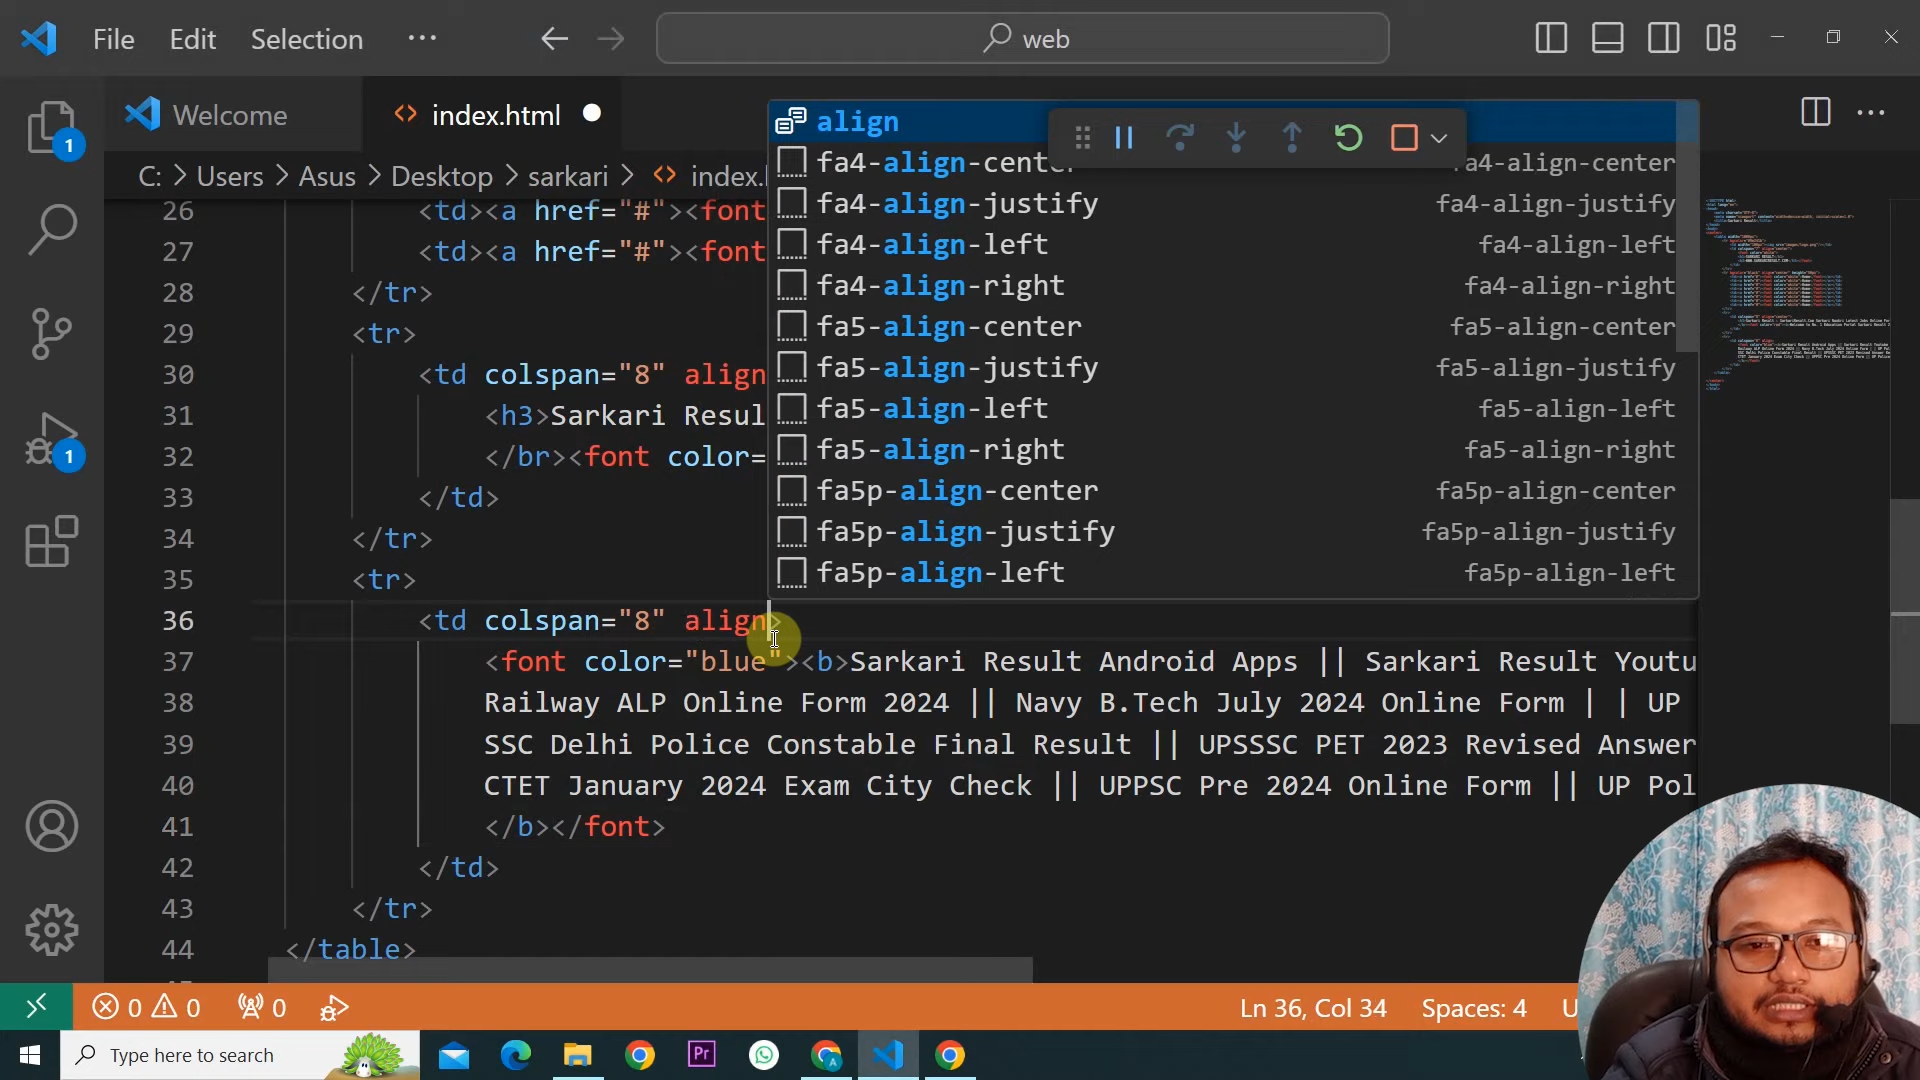 File Edit Selection ··· web
Welcome index.html
C: > Users > Asus > Desktop > sarkari > index.
align
fa4-align-center fa4-align-center
fa4-align-justify fa4-align-justify
fa4-align-left fa4-align-left
fa4-align-right fa4-align-right
fa5-align-center fa5-align-center
fa5-align-justify fa5-align-justify
fa5-align-left fa5-align-left
fa5-align-right fa5-align-right
fa5p-align-center fa5p-align-center
fa5p-align-justify fa5p-align-justify
fa5p-align-left fa5p-align-left
26 <td><a href="#"><font
27 <td><a href="#"><font
28 </tr>
29 <tr>
30 <td colspan="8" align
31 <h3>Sarkari Resul
32 </br><font color=
33 </td>
34 </tr>
35 <tr>
36 <td colspan="8" align>
37 <font color="blue"><b>Sarkari Result Android Apps || Sarkari Result Youtu
38 Railway ALP Online Form 2024 || Navy B.Tech July 2024 Online Form | | UP
39 SSC Delhi Police Constable Final Result || UPSSSC PET 2023 Revised Answer
40 CTET January 2024 Exam City Check || UPPSC Pre 2024 Online Form || UP Pol
41 </b></font>
42 </td>
43 </tr>
44 </table>
1
1
0 0 0 Ln 36, Col 34 Spaces: 4 U
Type here to search Pr A